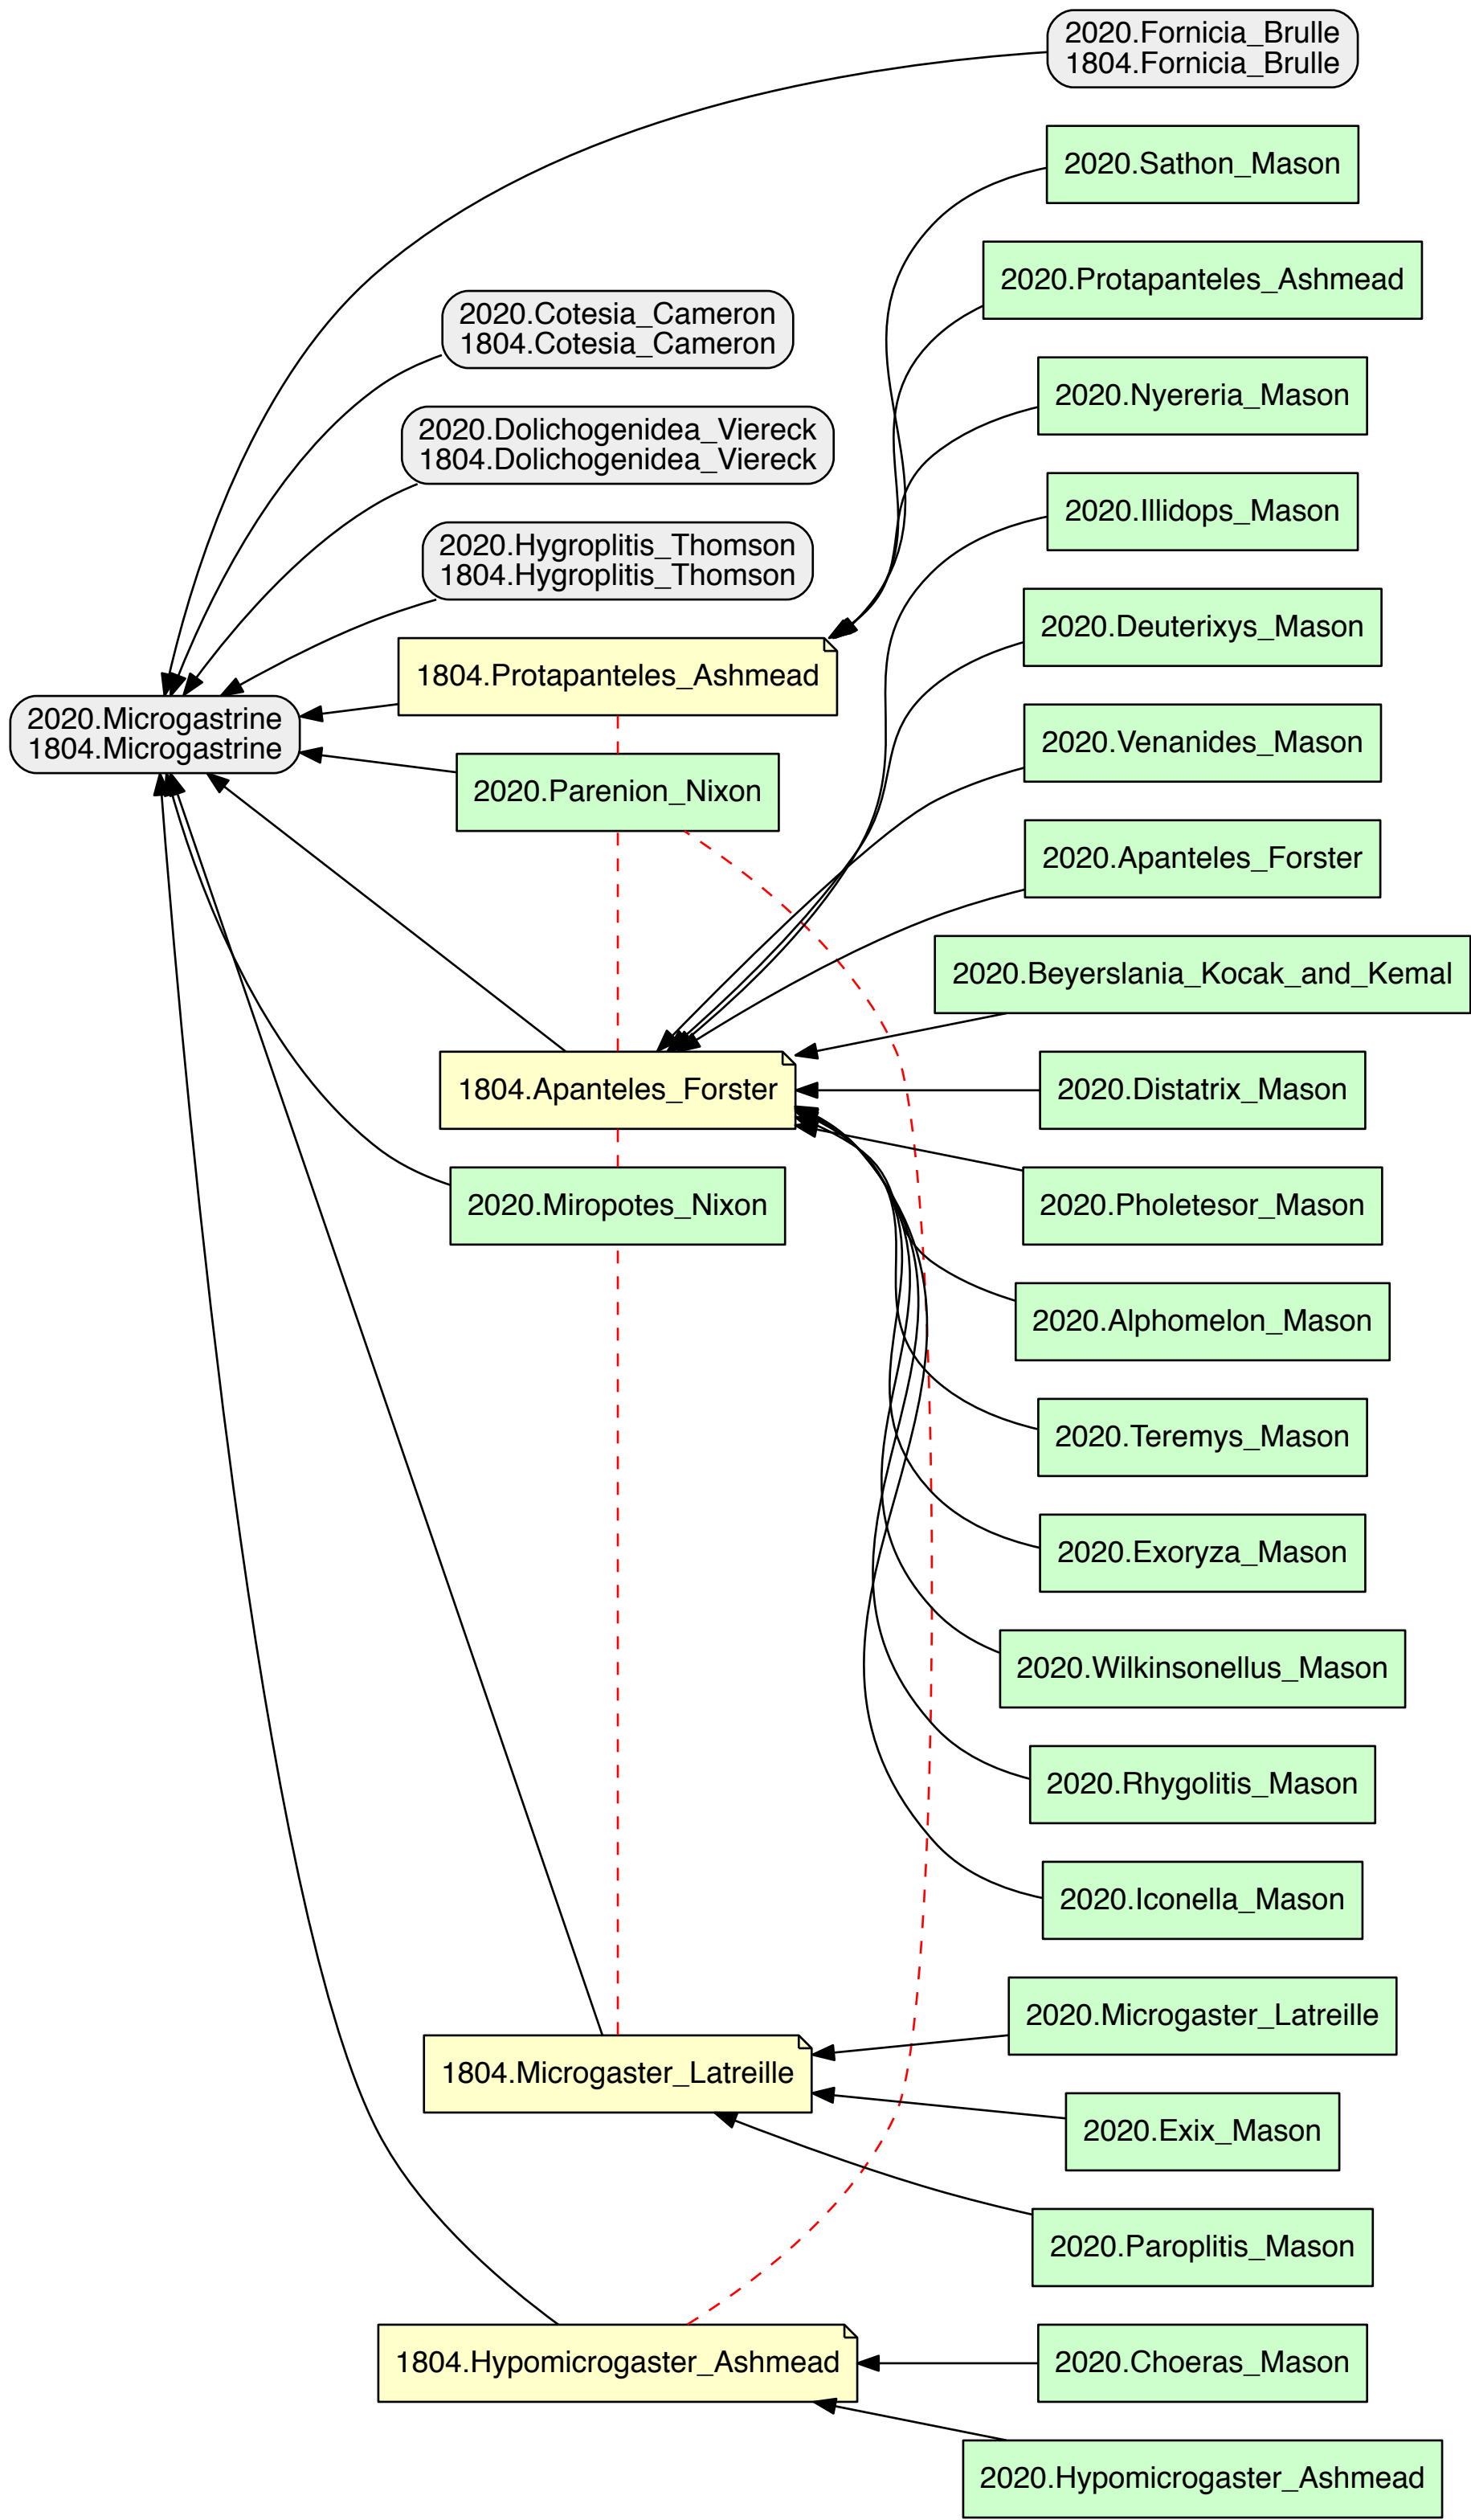 2020.Fornicia_Brulle
1804.Fornicia_Brulle
2020.Sathon_Mason
2020.Protapanteles_Ashmead
2020.Cotesia_Cameron
1804.Cotesia_Cameron
2020.Nyereria_Mason
2020.Dolichogenidea_Viereck
1804.Dolichogenidea_Viereck
2020.Illidops_Mason
2020.Hygroplitis_Thomson
1804.Hygroplitis_Thomson
2020.Deuterixys_Mason
1804.Protapanteles_Ashmead
2020.Microgastrine
1804.Microgastrine
2020.Venanides_Mason
2020.Parenion_Nixon
2020.Apanteles_Forster
2020.Beyerslania_Kocak_and_Kemal
1804.Apanteles_Forster
2020.Distatrix_Mason
2020.Miropotes_Nixon
2020.Pholetesor_Mason
2020.Alphomelon_Mason
2020.Teremys_Mason
2020.Exoryza_Mason
2020.Wilkinsonellus_Mason
2020.Rhygolitis_Mason
2020.Iconella_Mason
2020.Microgaster_Latreille
1804.Microgaster_Latreille
2020.Exix_Mason
2020.Paroplitis_Mason
1804.Hypomicrogaster_Ashmead
2020.Choeras_Mason
2020.Hypomicrogaster_Ashmead